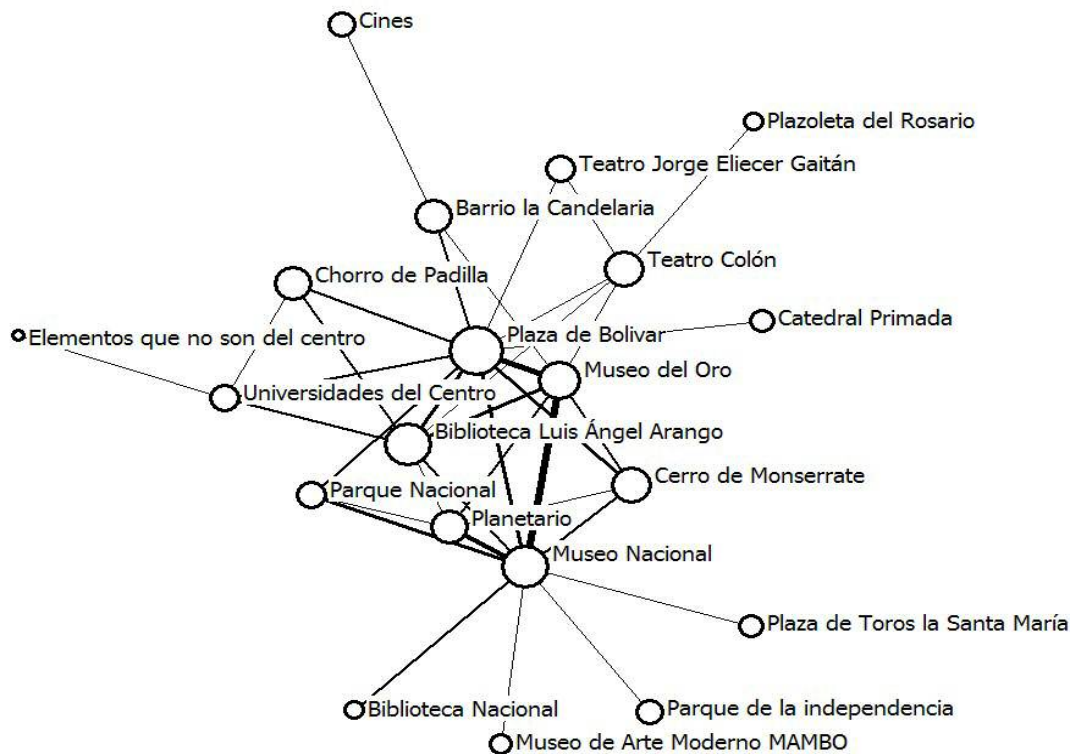 Cines
Plazoleta del Rosario
Teatro Jorge Eliecer Gaitán
Barrio la Candelaria
Teatro Colón
Chorro de Padilla
Catedral Primada
Plaza de Bolivar
Elementos que no son del centro
Museo del Oro
Universidades del Centro
Biblioteca Luis Ángel Arango
Cerro de Monserrate
Parque Nacional
Planetario
Museo Nacional
Plaza de Toros la Santa María
Biblioteca Nacional
Parque de la independencia
Museo de Arte Moderno MAMBO